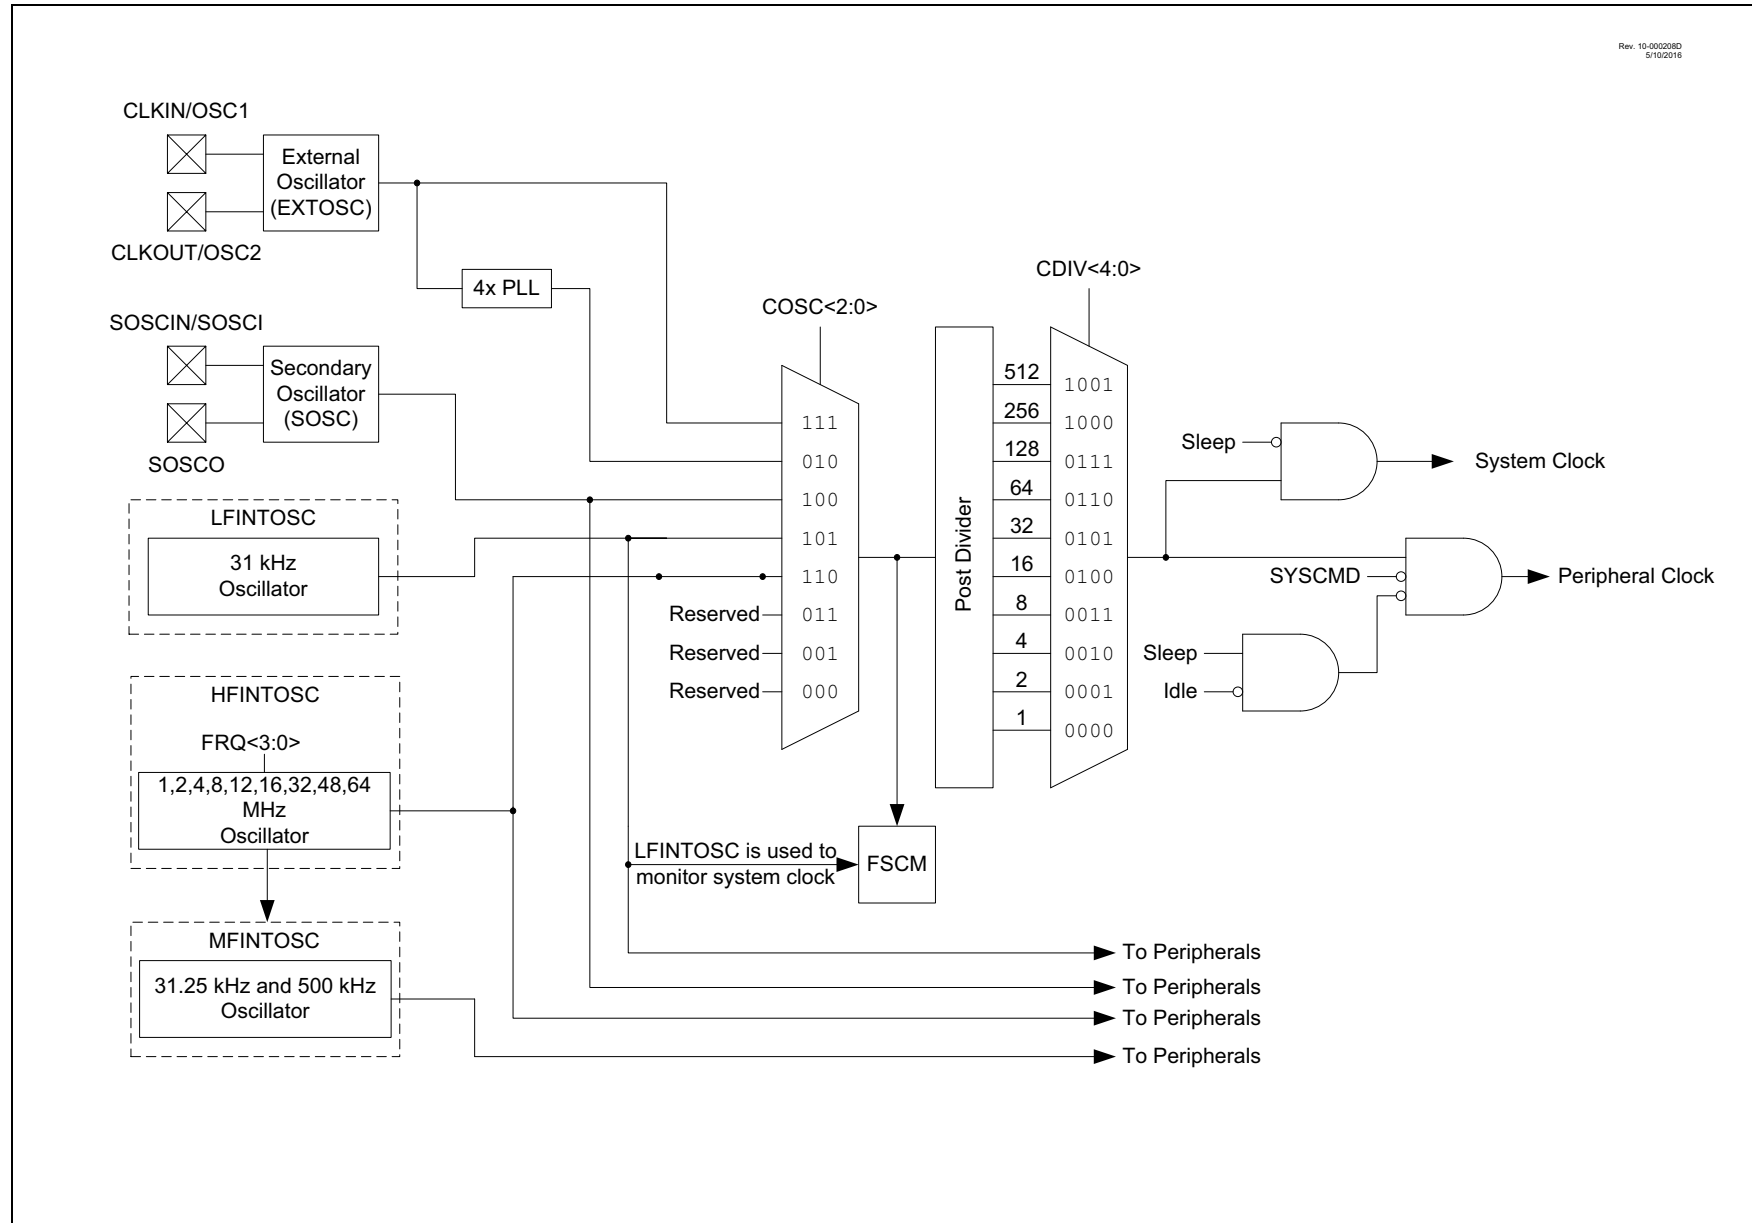 Rev. 10-000208D
5/10/2016
CLKIN/OSC1
External
Oscillator
(EXTOSC)
CLKOUT/OSC2
4x PLL
SOSCIN/SOSCI
Secondary
Oscillator
(SOSC)
SOSCO
LFINTOSC
31 kHz
Oscillator
HFINTOSC
FRQ<3:0>
1,2,4,8,12,16,32,48,64
MHz
Oscillator
MFINTOSC
31.25 kHz and 500 kHz
Oscillator
COSC<2:0>
111
010
100
101
110
Reserved 011
Reserved 001
Reserved 000
LFINTOSC is used to
monitor system clock
FSCM
Post Divider
CDIV<4:0>
512 1001
256 1000
128 0111
64 0110
32 0101
16 0100
8 0011
4 0010
2 0001
1 0000
Sleep
System Clock
SYSCMD
Peripheral Clock
Sleep
Idle
To Peripherals
To Peripherals
To Peripherals
To Peripherals